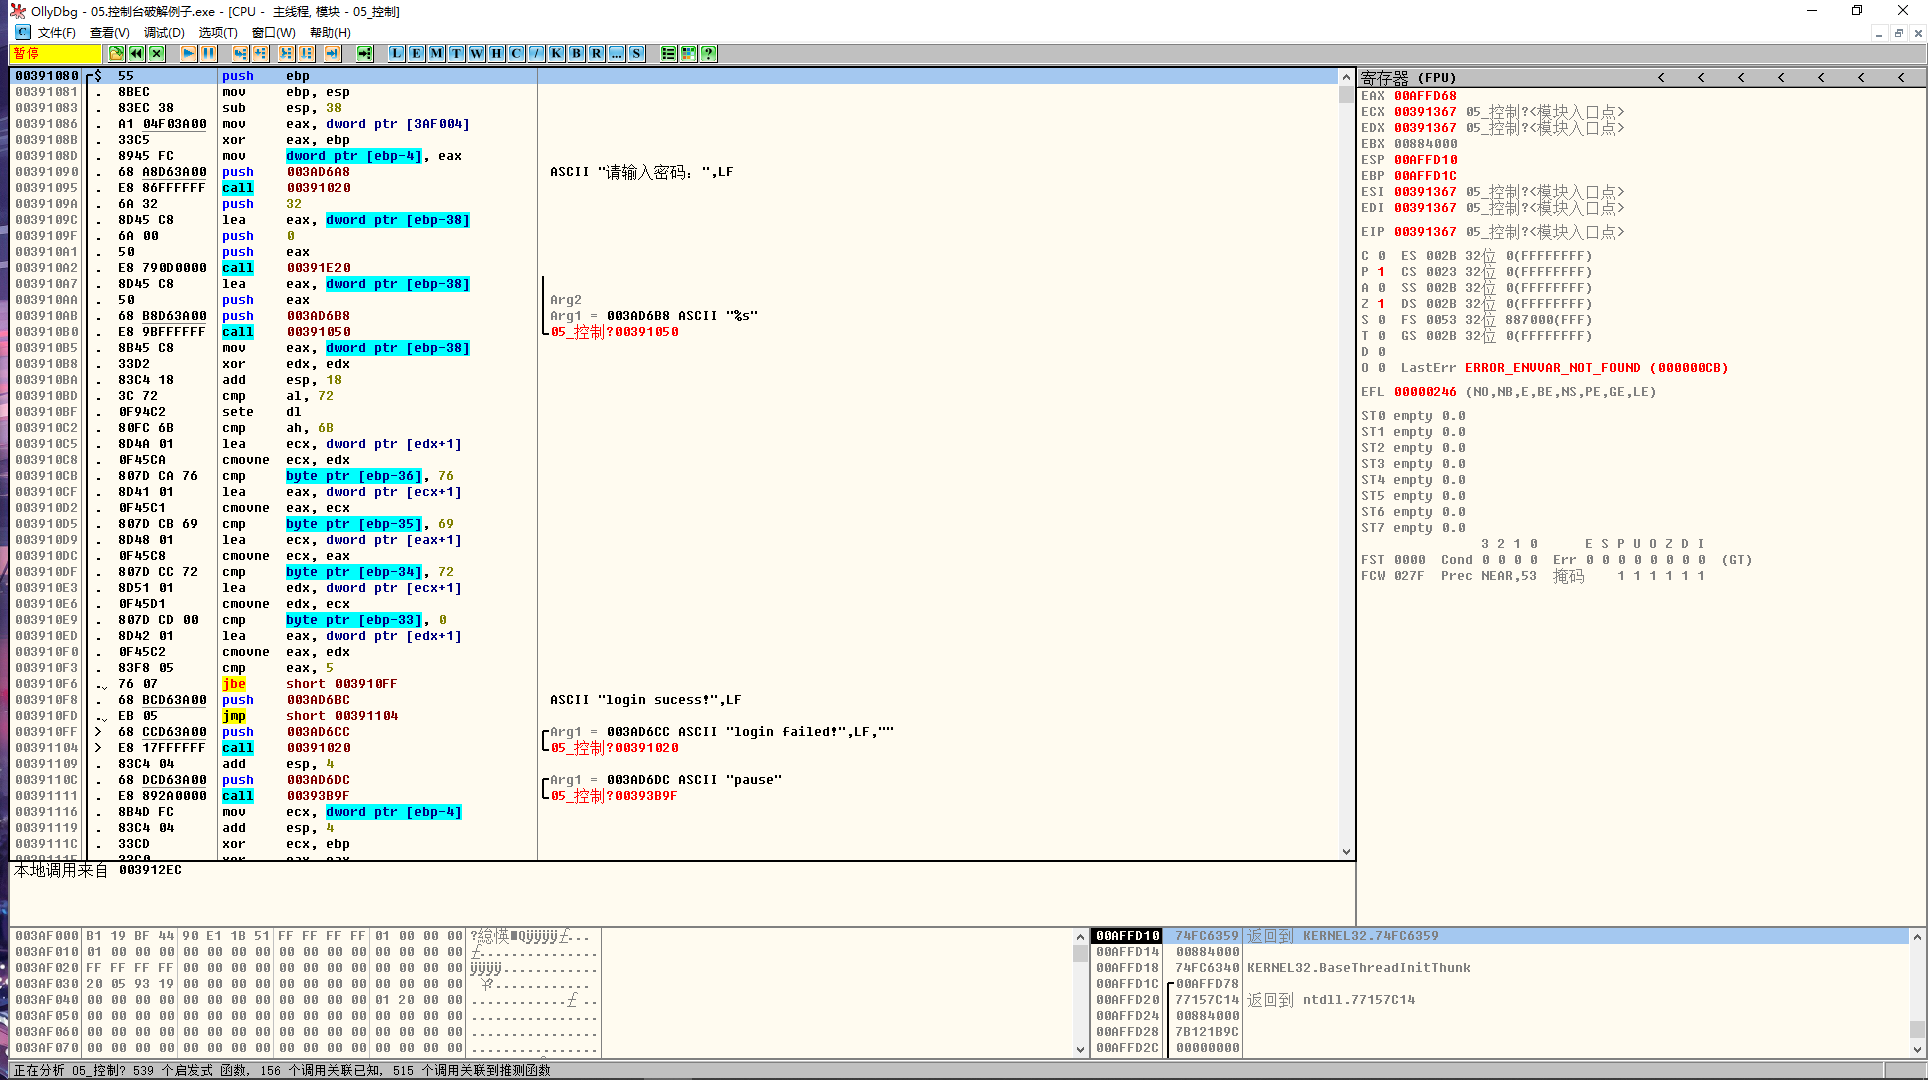 OllyDbg - 05.控制台破解例子.exe - [CPU - 主线程, 模块 - 05_控制]
文件(F) 查看(V) 调试(D) 选项(T) 窗口(W) 帮助(H)
暂停 L E M T W H C / K B R ... S ?
00391080 $ 55 push ebp
00391081 . 8BEC mov ebp, esp
00391083 . 83EC 38 sub esp, 38
00391086 . A1 04F03A00 mov eax, dword ptr [3AF004]
0039108B . 33C5 xor eax, ebp
0039108D . 8945 FC mov dword ptr [ebp-4], eax
00391090 . 68 A8D63A00 push 003AD6A8 ASCII "请输入密码：",LF
00391095 . E8 86FFFFFF call 00391020
0039109A . 6A 32 push 32
0039109C . 8D45 C8 lea eax, dword ptr [ebp-38]
0039109F . 6A 00 push 0
003910A1 . 50 push eax
003910A2 . E8 790D0000 call 00391E20
003910A7 . 8D45 C8 lea eax, dword ptr [ebp-38]
003910AA . 50 push eax Arg2
003910AB . 68 B8D63A00 push 003AD6B8 Arg1 = 003AD6B8 ASCII "%s"
003910B0 . E8 9BFFFFFF call 00391050 05_控制?00391050
003910B5 . 8B45 C8 mov eax, dword ptr [ebp-38]
003910B8 . 33D2 xor edx, edx
003910BA . 83C4 18 add esp, 18
003910BD . 3C 72 cmp al, 72
003910BF . 0F94C2 sete dl
003910C2 . 80FC 6B cmp ah, 6B
003910C5 . 8D4A 01 lea ecx, dword ptr [edx+1]
003910C8 . 0F45CA cmovne ecx, edx
003910CB . 807D CA 76 cmp byte ptr [ebp-36], 76
003910CF . 8D41 01 lea eax, dword ptr [ecx+1]
003910D2 . 0F45C1 cmovne eax, ecx
003910D5 . 807D CB 69 cmp byte ptr [ebp-35], 69
003910D9 . 8D48 01 lea ecx, dword ptr [eax+1]
003910DC . 0F45C8 cmovne ecx, eax
003910DF . 807D CC 72 cmp byte ptr [ebp-34], 72
003910E3 . 8D51 01 lea edx, dword ptr [ecx+1]
003910E6 . 0F45D1 cmovne edx, ecx
003910E9 . 807D CD 00 cmp byte ptr [ebp-33], 0
003910ED . 8D42 01 lea eax, dword ptr [edx+1]
003910F0 . 0F45C2 cmovne eax, edx
003910F3 . 83F8 05 cmp eax, 5
003910F6 . 76 07 jbe short 003910FF
003910F8 . 68 BCD63A00 push 003AD6BC ASCII "login sucess!",LF
003910FD . EB 05 jmp short 00391104
003910FF > 68 CCD63A00 push 003AD6CC Arg1 = 003AD6CC ASCII "login failed!",LF,""
00391104 > E8 17FFFFFF call 00391020 05_控制?00391020
00391109 . 83C4 04 add esp, 4
0039110C . 68 DCD63A00 push 003AD6DC Arg1 = 003AD6DC ASCII "pause"
00391111 . E8 892A0000 call 00393B9F 05_控制?00393B9F
00391116 . 8B4D FC mov ecx, dword ptr [ebp-4]
00391119 . 83C4 04 add esp, 4
0039111C . 33CD xor ecx, ebp
本地调用来自 003912EC
寄存器 (FPU) < < < < < < <
EAX 00AFFD68
ECX 00391367 05_控制?<模块入口点>
EDX 00391367 05_控制?<模块入口点>
EBX 00884000
ESP 00AFFD10
EBP 00AFFD1C
ESI 00391367 05_控制?<模块入口点>
EDI 00391367 05_控制?<模块入口点>
EIP 00391367 05_控制?<模块入口点>
C 0 ES 002B 32位 0(FFFFFFFF)
P 1 CS 0023 32位 0(FFFFFFFF)
A 0 SS 002B 32位 0(FFFFFFFF)
Z 1 DS 002B 32位 0(FFFFFFFF)
S 0 FS 0053 32位 887000(FFF)
T 0 GS 002B 32位 0(FFFFFFFF)
D 0
O 0 LastErr ERROR_ENVVAR_NOT_FOUND (000000CB)
EFL 00000246 (NO,NB,E,BE,NS,PE,GE,LE)
ST0 empty 0.0
ST1 empty 0.0
ST2 empty 0.0
ST3 empty 0.0
ST4 empty 0.0
ST5 empty 0.0
ST6 empty 0.0
ST7 empty 0.0
3 2 1 0 E S P U O Z D I
FST 0000 Cond 0 0 0 0 Err 0 0 0 0 0 0 0 0 (GT)
FCW 027F Prec NEAR,53 掩码 1 1 1 1 1 1
003AF000 B1 19 BF 44 90 E1 1B 51 FF FF FF FF 01 00 00 00
003AF010 01 00 00 00 00 00 00 00 00 00 00 00 00 00 00 00
003AF020 FF FF FF FF 00 00 00 00 00 00 00 00 00 00 00 00
003AF030 20 05 93 19 00 00 00 00 00 00 00 00 00 00 00 00
003AF040 00 00 00 00 00 00 00 00 00 00 00 00 01 20 00 00
003AF050 00 00 00 00 00 00 00 00 00 00 00 00 00 00 00 00
003AF060 00 00 00 00 00 00 00 00 00 00 00 00 00 00 00 00
003AF070 00 00 00 00 00 00 00 00 00 00 00 00 00 00 00 00
00AFFD10 74FC6359 返回到 KERNEL32.74FC6359
00AFFD14 00884000
00AFFD18 74FC6340 KERNEL32.BaseThreadInitThunk
00AFFD1C 00AFFD78
00AFFD20 77157C14 返回到 ntdll.77157C14
00AFFD24 00884000
00AFFD28 7B121B9C
00AFFD2C 00000000
正在分析 05_控制? 539 个启发式 函数, 156 个调用关联已知, 515 个调用关联到推测函数